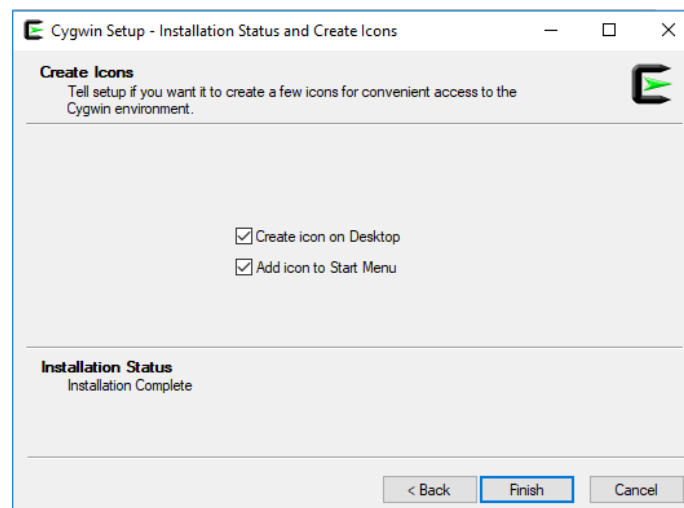 Cygwin Setup - Installation Status and Create Icons
Create Icons
Tell setup if you want it to create a few icons for convenient access to the
Cygwin environment.
Create icon on Desktop
Add icon to Start Menu
Installation Status
Installation Complete
< Back Finish Cancel